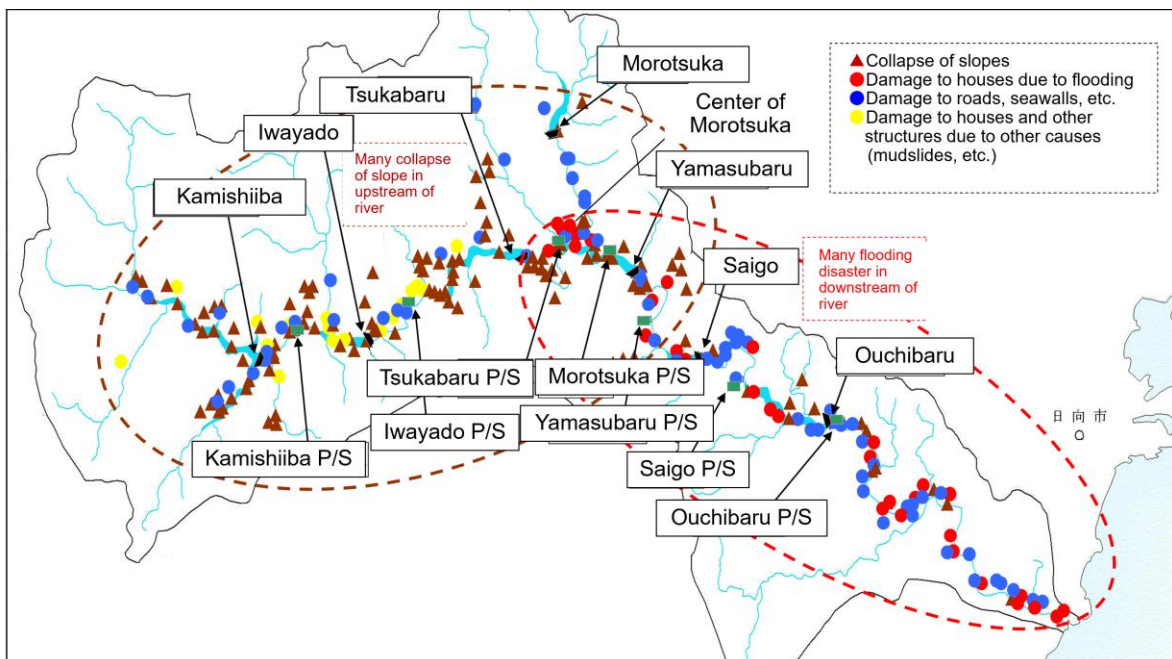 Morotsuka
Tsukabaru
Center of
Morotsuka
Iwayado
Yamasubaru
Kamishiiba
Many collapse
of slope in
upstream of
river
Collapse of slopes
Damage to houses due to flooding
Damage to roads, seawalls, etc.
Damage to houses and other
structures due to other causes
(mudslides, etc.)
Saigo
Many flooding
disaster in
downstream of
river
Ouchibaru
日向市
Tsukabaru P/S
Morotsuka P/S
Iwayado P/S
Yamasubaru P/S
Kamishiiba P/S
Saigo P/S
Ouchibaru P/S